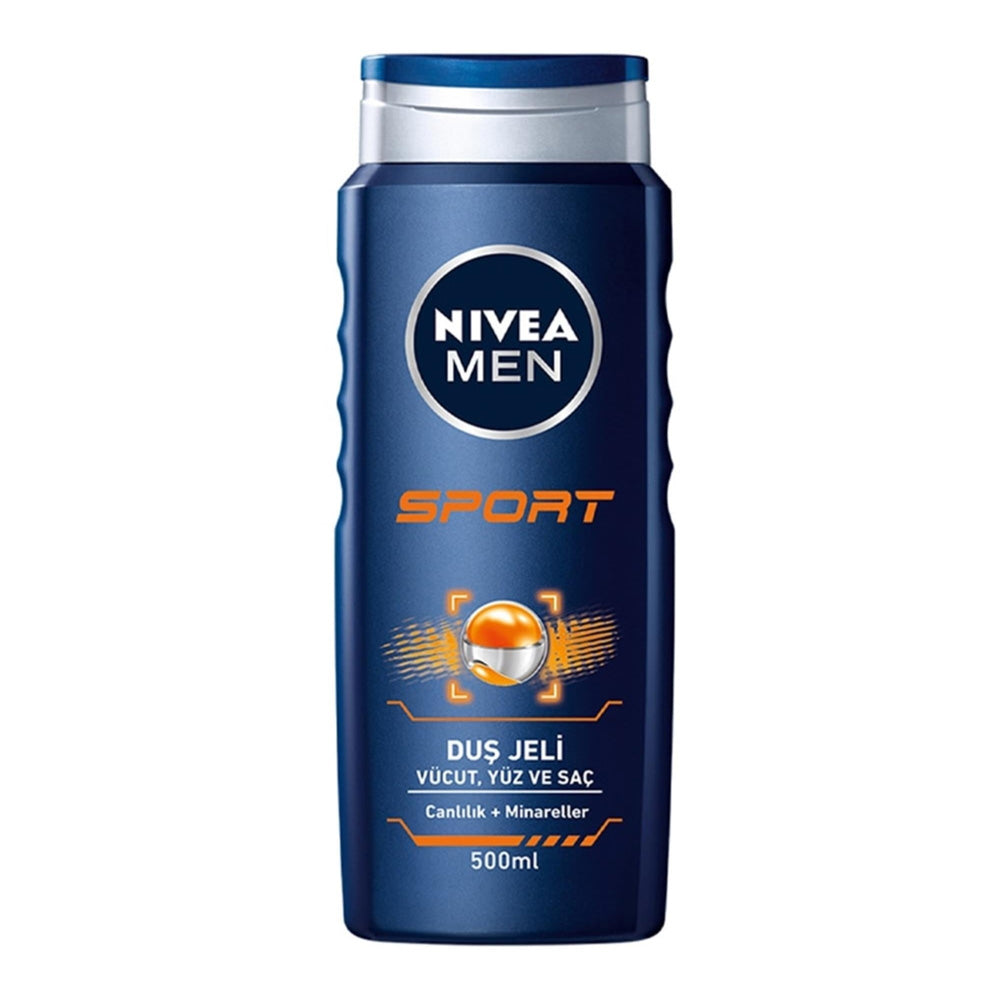 NIVEA
MEN
SPORT
DUŞ JELİ
VÜCUT, YÜZ VE SAÇ
Canlılık + Minareller
500ml